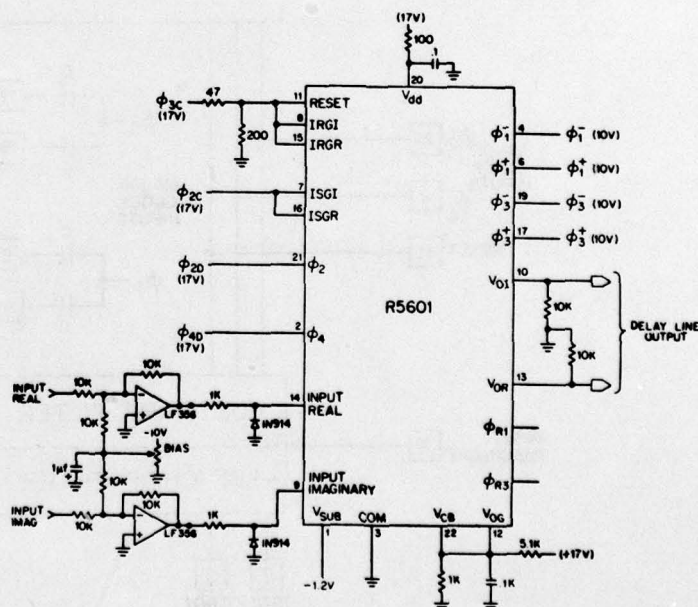 (17V)
100
.1
20
Vdd
ϕ3C
(17V)
47
200
11
RESET
8
IRGI
15
IRGR
ϕ2C
(17V)
7
ISGI
16
ISGR
ϕ2D
(17V)
21
ϕ2
ϕ4D
(17V)
2
ϕ4
R5601
ϕ1-
4
ϕ1- (10V)
ϕ1+
6
ϕ1+ (10V)
ϕ3-
19
ϕ3- (10V)
ϕ3+
17
ϕ3+ (10V)
VOI
10
10K
10K
DELAY LINE
OUTPUT
VOR
13
ϕR1
ϕR3
INPUT
REAL
10K
10K
LF356
1K
14
INPUT
REAL
IN914
10K
-10V
BIAS
1µf
+
10K
INPUT
IMAG
10K
10K
LF356
1K
IN914
9
INPUT
IMAGINARY
VSUB
1
-1.2V
COM
3
VCB
22
VOG
12
5.1K
(+17V)
1K
.1K